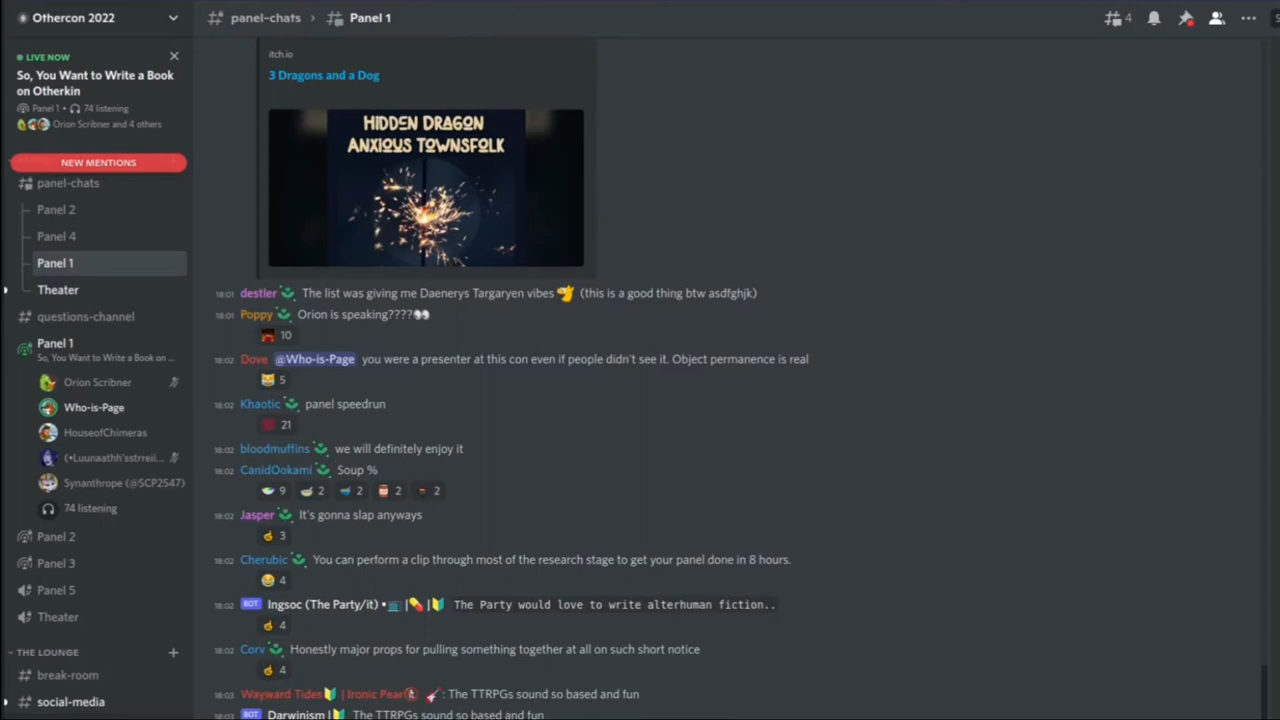 Othercon 2022
panel-chats > Panel 1
4
LIVE NOW
So, You Want to Write a Book
on Otherkin
Panel 1 • 74 listening
Orion Scribner and 4 others
NEW MENTIONS
panel-chats
Panel 2
Panel 4
Panel 1
Theater
questions-channel
Panel 1
So, You Want to Write a Book on ...
Orion Scribner
Who-is-Page
HouseofChimeras
(•Luunaathh'sstrreii...
Synanthrope (@SCP2547)
74 listening
Panel 2
Panel 3
Panel 5
Theater
THE LOUNGE
break-room
social-media
itch.io
3 Dragons and a Dog
HIDDEN DRAGON
ANXIOUS TOWNSFOLK
18:01 destler The list was giving me Daenerys Targaryen vibes (this is a good thing btw asdfghjk)
18:01 Poppy Orion is speaking????👀
10
18:02 Dove @Who-is-Page you were a presenter at this con even if people didn't see it. Object permanence is real
5
18:02 Khaotic panel speedrun
21
18:02 bloodmuffins we will definitely enjoy it
18:02 CanidOokami Soup %
9 2 2 2 2
18:02 Jasper It's gonna slap anyways
3
18:02 Cherubic You can perform a clip through most of the research stage to get your panel done in 8 hours.
4
18:02 BOT Ingsoc (The Party/it) •📺|💊|🔰 The Party would love to write alterhuman fiction..
4
18:02 Corv Honestly major props for pulling something together at all on such short notice
4
18:03 Wayward Tides🔰 | Ironic Pear : The TTRPGs sound so based and fun
18:03 BOT Darwinism |🔰 The TTRPGs sound so based and fun